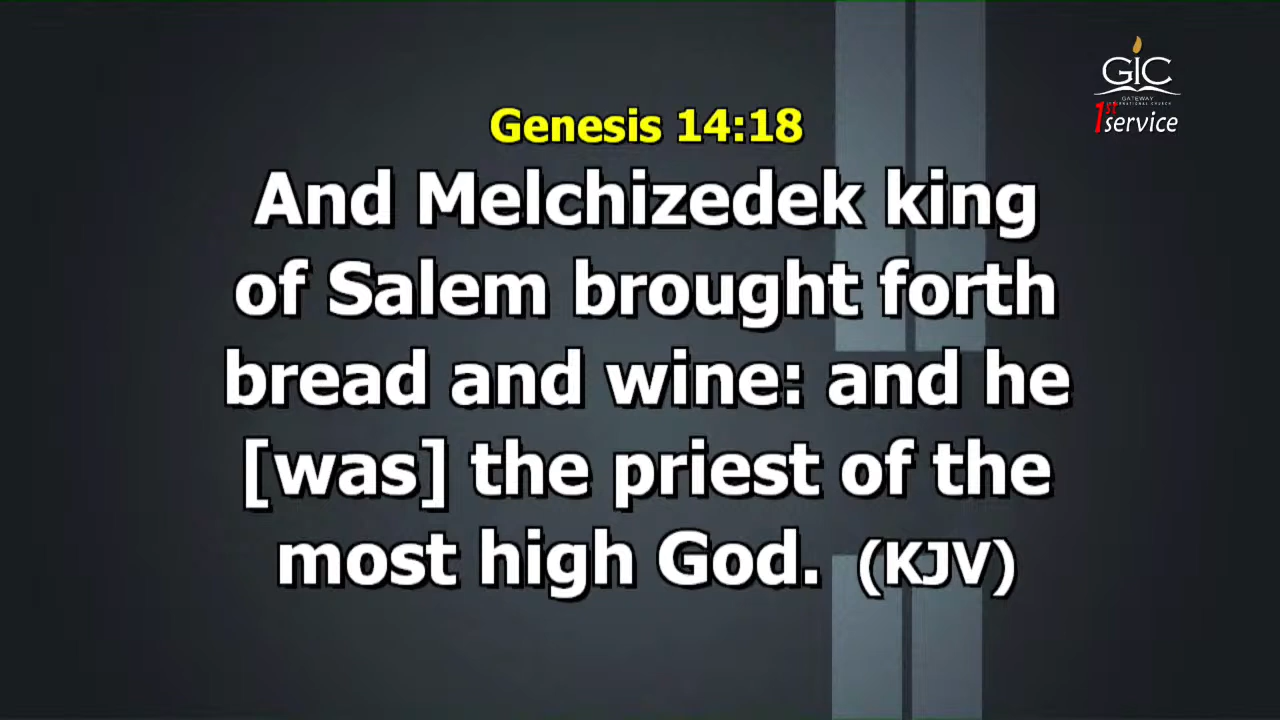 GIC
GATEWAY
INTERNATIONAL CHURCH
1st service
Genesis 14:18
And Melchizedek king
of Salem brought forth
bread and wine: and he
[was] the priest of the
most high God. (KJV)